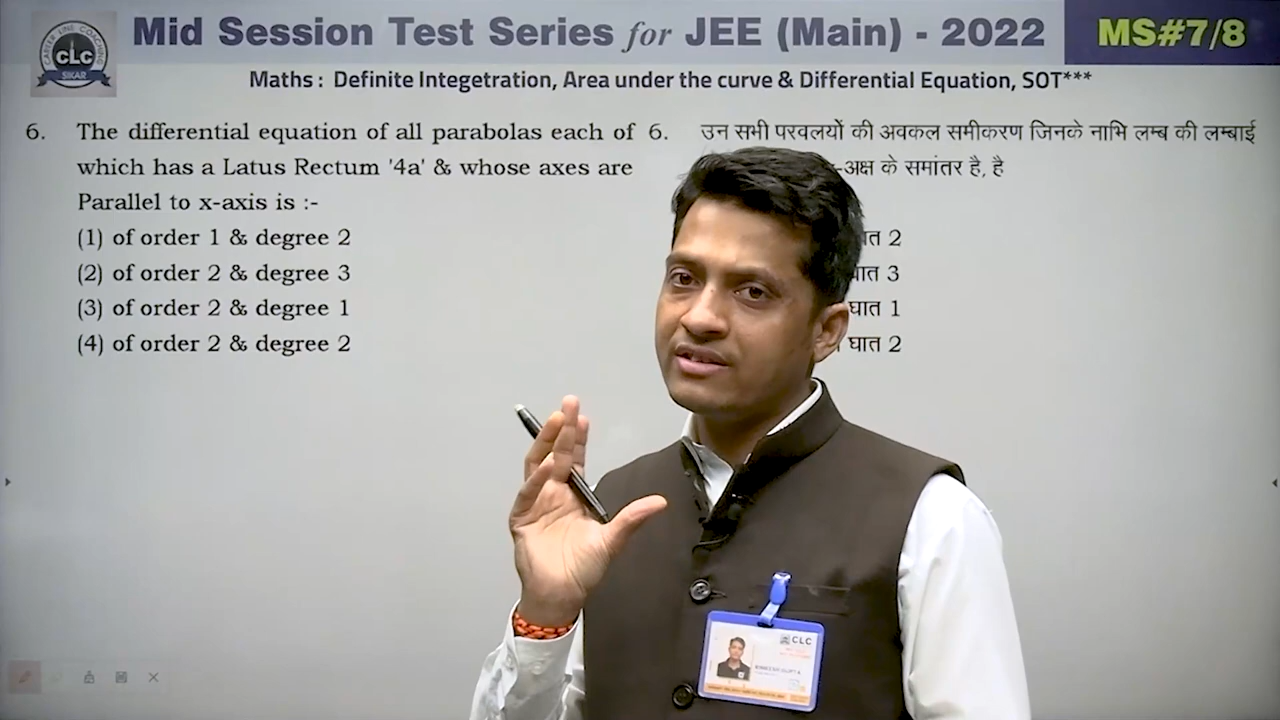 Mid Session Test Series for JEE (Main) - 2022
MS#7/8
CLC
SIKAR
Maths : Definite Integetration, Area under the curve & Differential Equation, SOT***
6. The differential equation of all parabolas each of
which has a Latus Rectum '4a' & whose axes are
Parallel to x-axis is :-
(1) of order 1 & degree 2
(2) of order 2 & degree 3
(3) of order 2 & degree 1
(4) of order 2 & degree 2
6. उन सभी परवलयों की अवकल समीकरण जिनके नाभि लम्ब की लम्बाई
-अक्ष के समांतर है, है
2
3
घात 1
घात 2
CLC